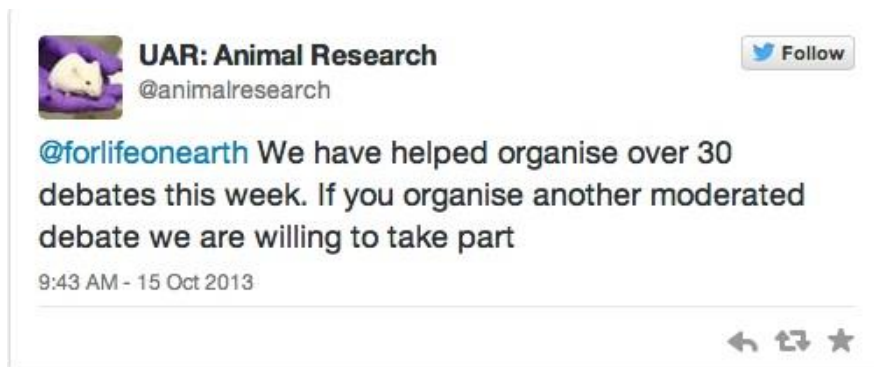 UAR: Animal Research
Follow
@animalresearch
@forlifeonearth We have helped organise over 30
debates this week. If you organise another moderated
debate we are willing to take part
9:43 AM - 15 Oct 2013